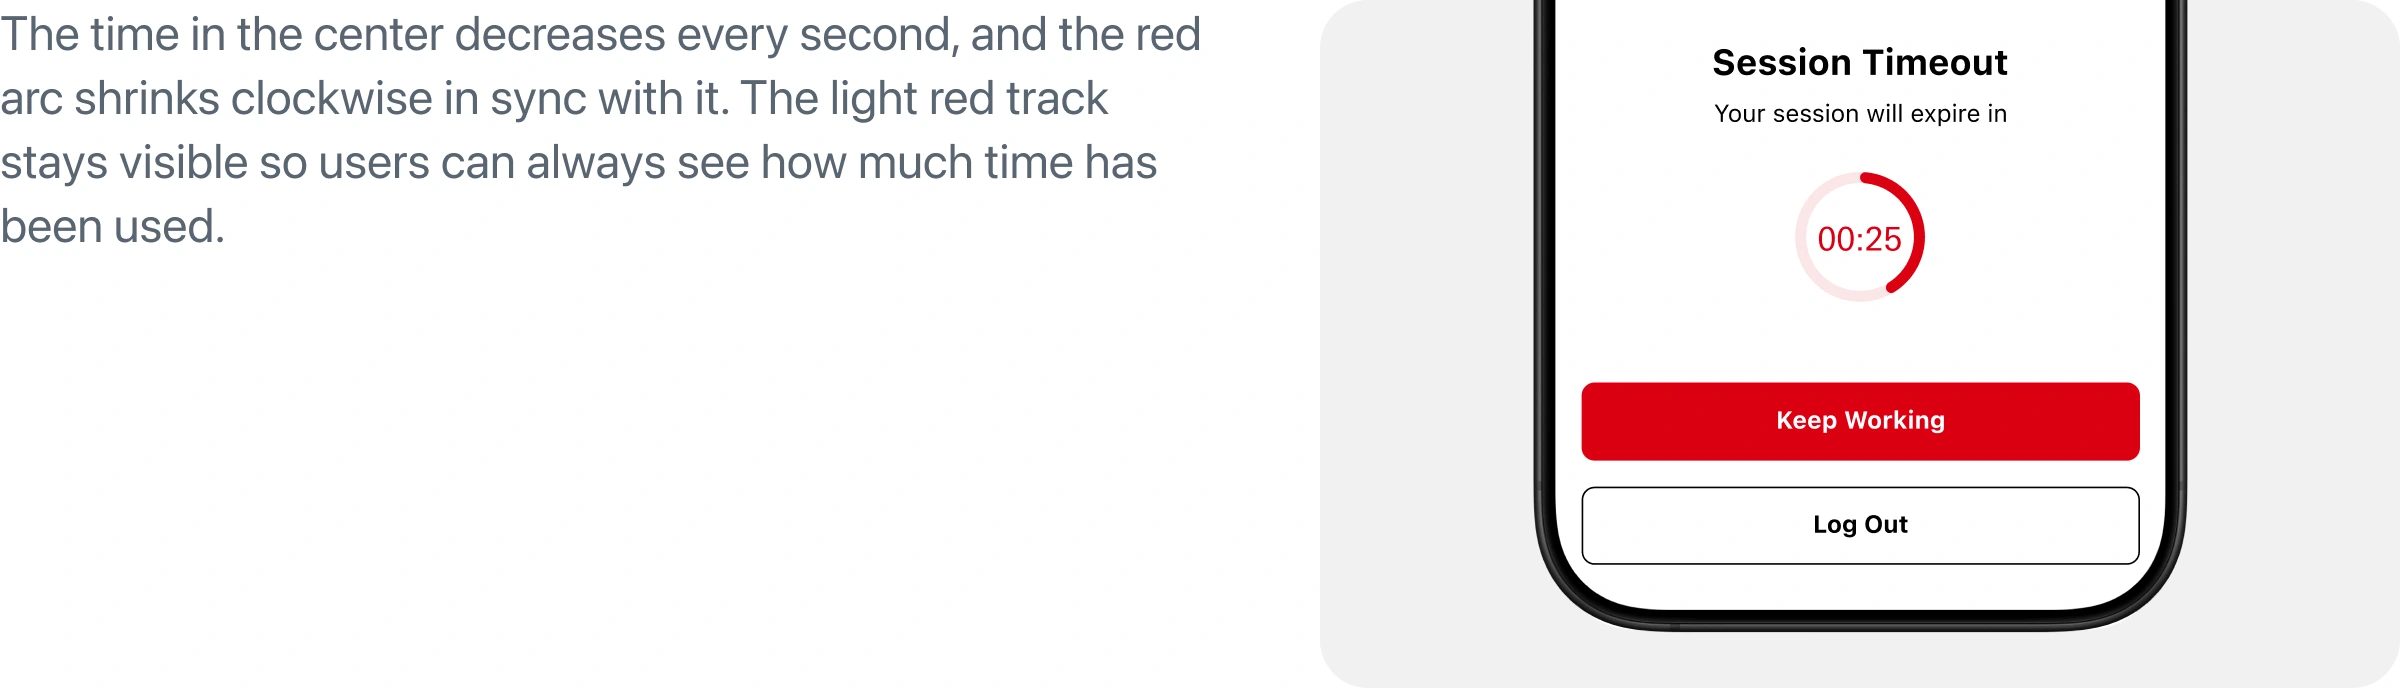 The time in the center decreases every second, and the red
arc shrinks clockwise in sync with it. The light red track
stays visible so users can always see how much time has
been used.
Session Timeout
Your session will expire in
00:25
Keep Working
Log Out